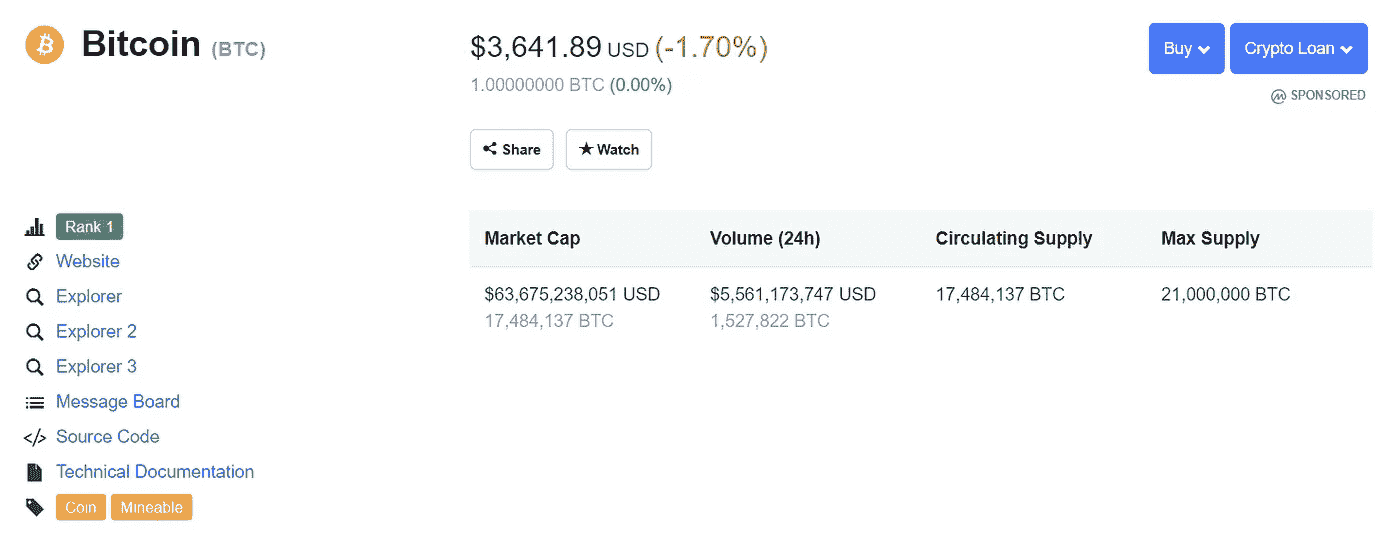 Bitcoin (BTC)
$3,641.89 USD (-1.70%)
1.00000000 BTC (0.00%)
Buy
Crypto Loan
SPONSORED
Share
Watch
Rank 1
Website
Explorer
Explorer 2
Explorer 3
Message Board
Source Code
Technical Documentation
Coin Mineable
Market Cap Volume (24h) Circulating Supply Max Supply
$63,675,238,051 USD $5,561,173,747 USD 17,484,137 BTC 21,000,000 BTC
17,484,137 BTC 1,527,822 BTC